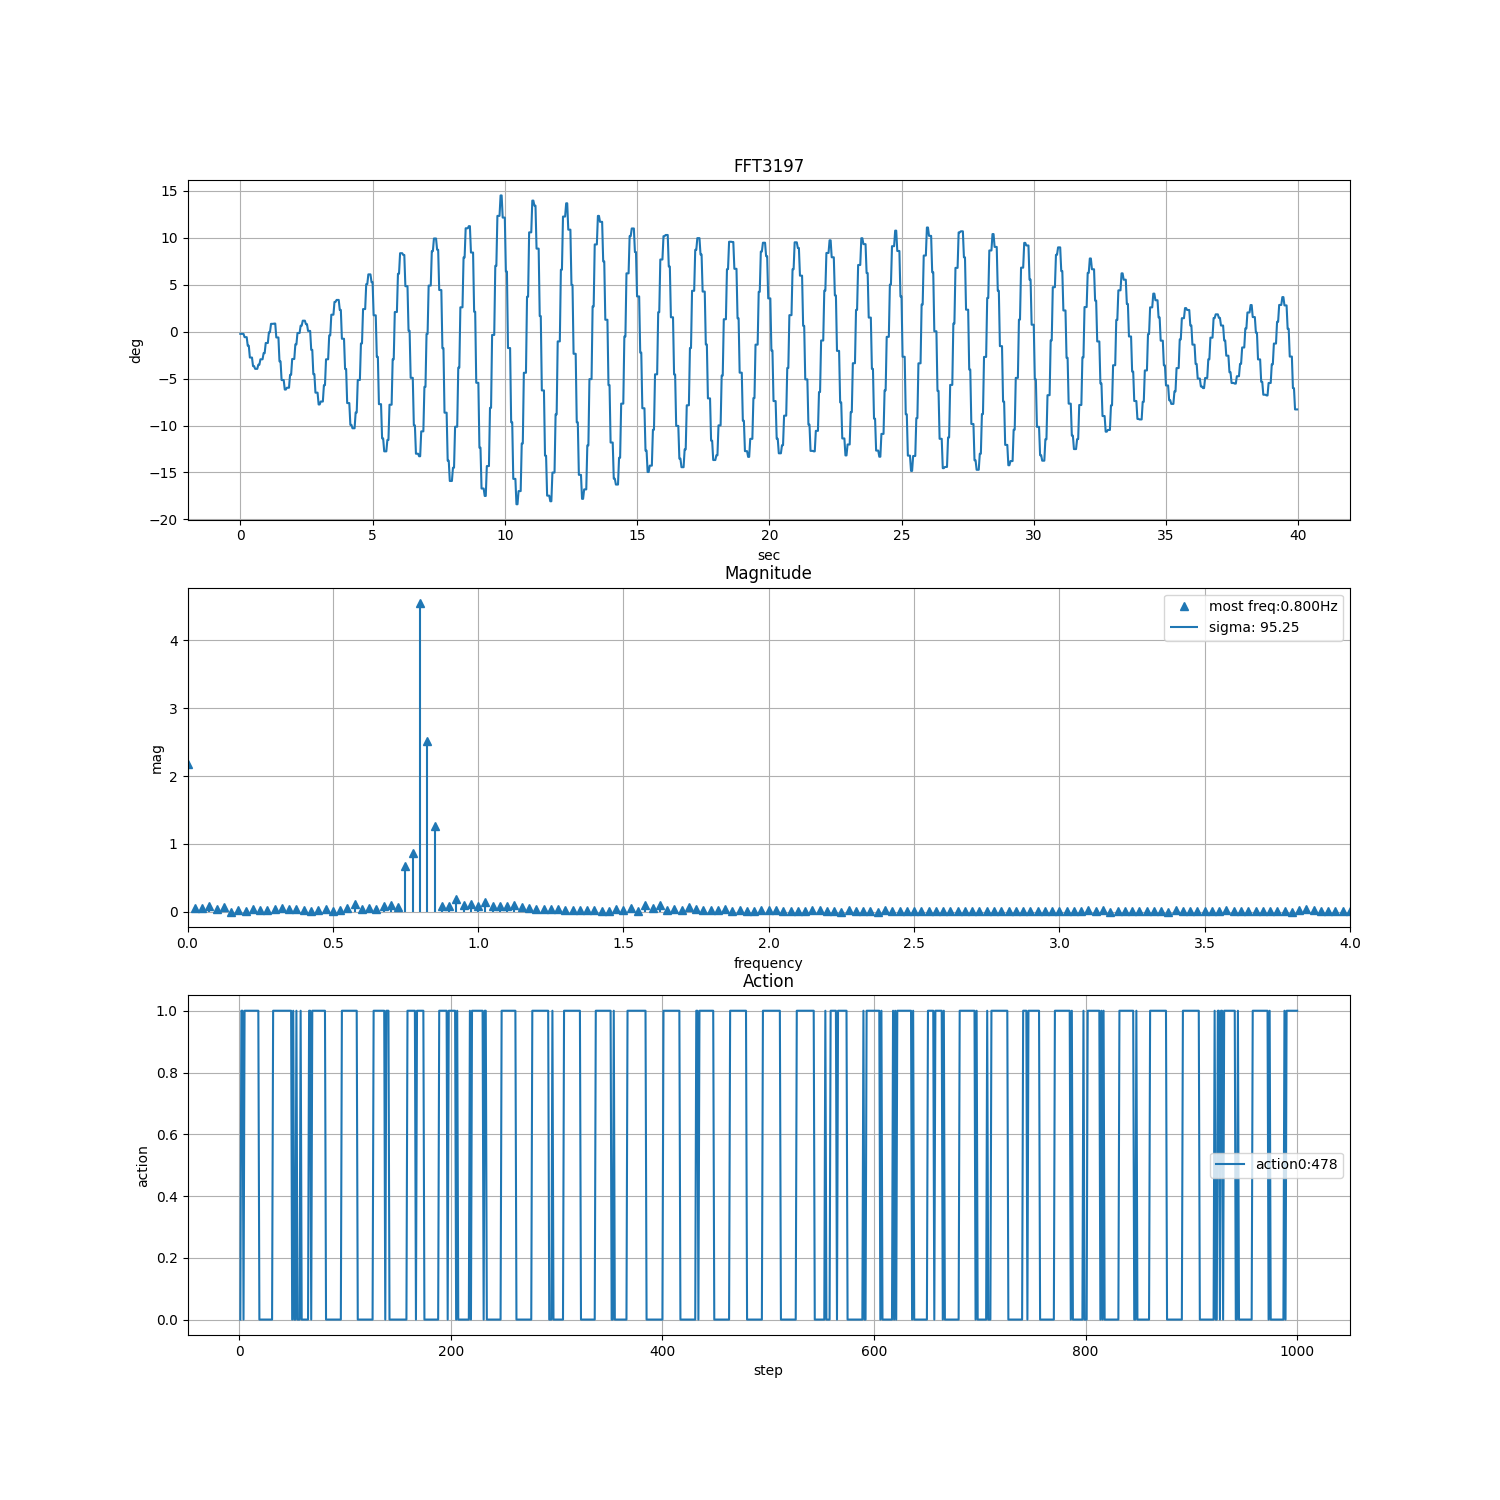 FFT3197
15
10
5
0
−5
−10
−15
−20
deg
0 5 10 15 20 25 30 35 40
sec
Magnitude
4
3
2
1
0
mag
most freq:0.800Hz
sigma: 95.25
0.0 0.5 1.0 1.5 2.0 2.5 3.0 3.5 4.0
frequency
Action
1.0
0.8
0.6
0.4
0.2
0.0
action
action0:478
0 200 400 600 800 1000
step